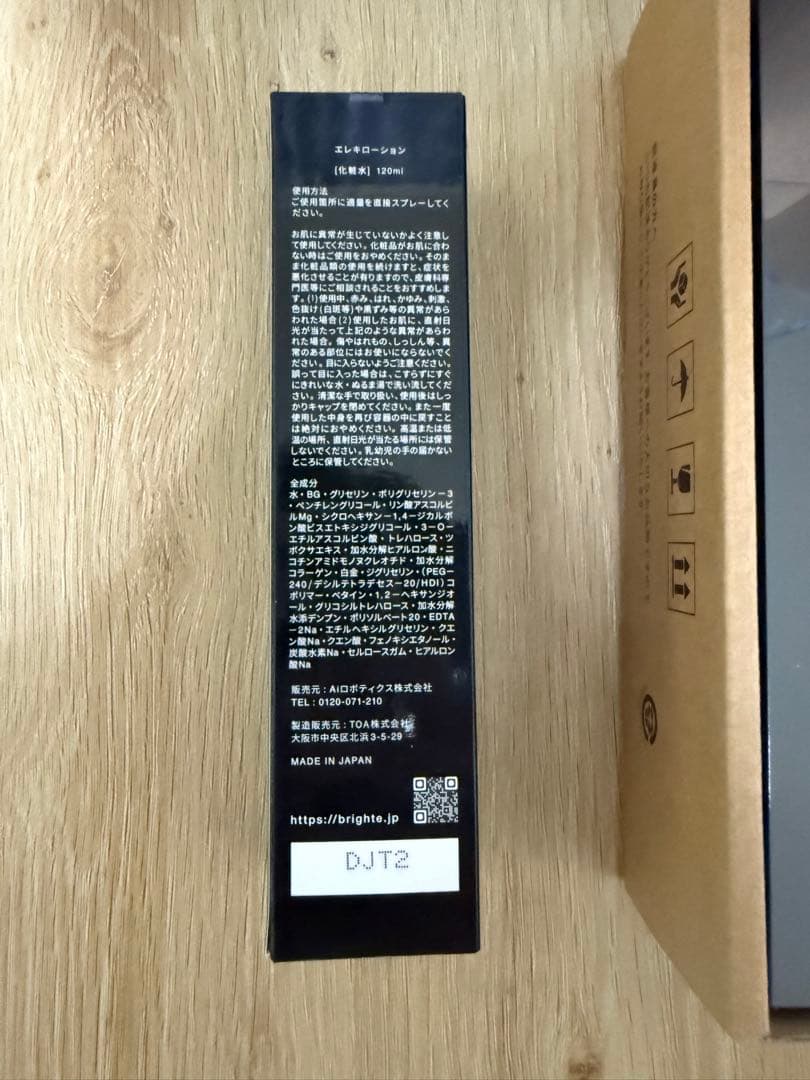 エレキローション
[化粧水] 120ml
使用方法
ご使用箇所に適量を直接スプレーしてく
ださい。
お肌に異常が生じていないかよく注意し
て使用してください。化粧品がお肌に合わ
ない時はご使用をおやめください。そのま
ま化粧品類の使用を続けますと、症状を
悪化させることが有りますので、皮膚科専
門医等にご相談されることをおすすめしま
す。(1)使用中、赤み、はれ、かゆみ、刺激、
色抜け(白斑等)や黒ずみ等の異常があら
われた場合(2)使用したお肌に、直射日
光が当たって上記のような異常があらわ
れた場合。傷やはれもの、しっしん等、異
常のある部位にはお使いにならないでく
ださい。目に入らないようご注意ください。
誤って目に入った場合は、こすらずにすぐ
にきれいな水・ぬるま湯で洗い流してくだ
さい。清潔な手で取り扱い、使用後はしっ
かりキャップを閉めてください。また一度
使用した中身を再び容器の中に戻すこと
は絶対におやめください。高温または低
温の場所、直射日光が当たる場所には保管
しないでください。乳幼児の手の届かない
ところに保管してください。
全成分
水・BG・グリセリン・ポリグリセリン-3
・ペンチレングリコール・リン酸アスコルビ
ルMg・シクロヘキサン-1,4-ジカルボ
ン酸ビスエトキシジグリコール・3-O-
エチルアスコルビン酸・トレハロース・ツ
ボクサエキス・加水分解ヒアルロン酸・ニ
コチンアミドモノヌクレオチド・加水分解
コラーゲン・白金・ジグリセリン・(PEG-
240/デシルテトラデセス-20/HDI)コ
ポリマー・ベタイン・1,2-ヘキサンジオ
ール・グリコシルトレハロース・加水分解
水添デンプン・ポリソルベート20・EDTA
-2Na・エチルヘキシルグリセリン・クエ
ン酸Na・クエン酸・フェノキシエタノール・
炭酸水素Na・セルロースガム・ヒアルロン
酸Na
販売元:Aiロボティクス株式会社
TEL:0120-071-210
製造販売元:TOA株式会社
大阪市中央区北浜3-5-29
MADE IN JAPAN
https://brighte.jp
DJT2